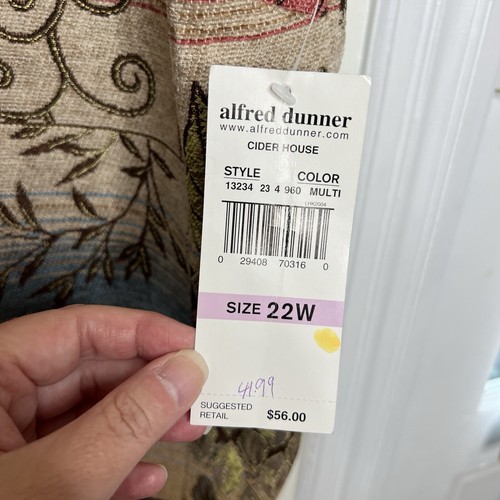 alfred dunner
www.alfreddunner.com
CIDER HOUSE
STYLE COLOR
13234 23 4 960 MULTI
0 29408 70316 0
SIZE 22W
41.99
SUGGESTED
RETAIL $56.00